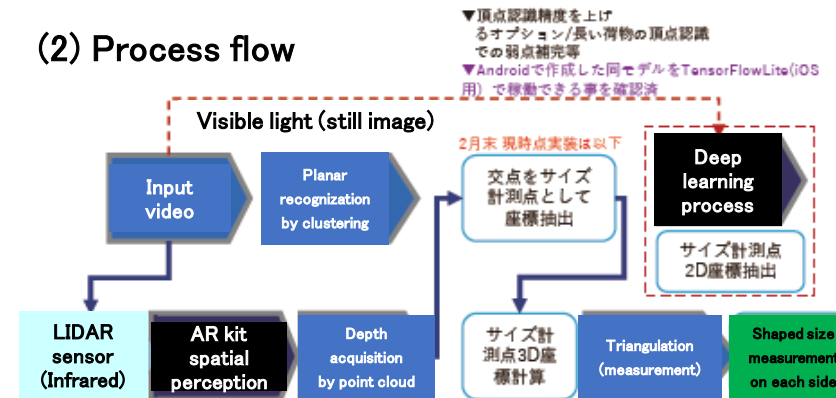 (2) Process flow
▼頂点認識精度を上げ
るオプション/長い荷物の頂点認識
での弱点補完等
▼Androidで作成した同モデルをTensorFlowLite(iOS
用）で稼働できる事を確認済
Visible light (still image)
2月末 現時点実装は以下
Input
video
Planar
recognization
by clustering
交点をサイズ
計測点として
座標抽出
Deep
learning
process
サイズ計測点
2D座標抽出
LIDAR
sensor
(Infrared)
AR kit
spatial
perception
Depth
acquisition
by point cloud
サイズ計
測点3D座
標計算
Triangulation
(measurement)
Shaped size
measurement
on each side